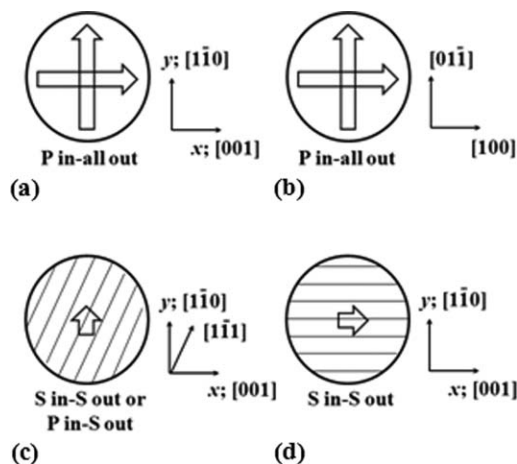 y; [11̄0]
x; [001]
P in-all out
(a)
[011̄]
[100]
P in-all out
(b)
y; [11̄0]
[11̄1]
x; [001]
S in-S out or
P in-S out
(c)
y; [11̄0]
x; [001]
S in-S out
(d)